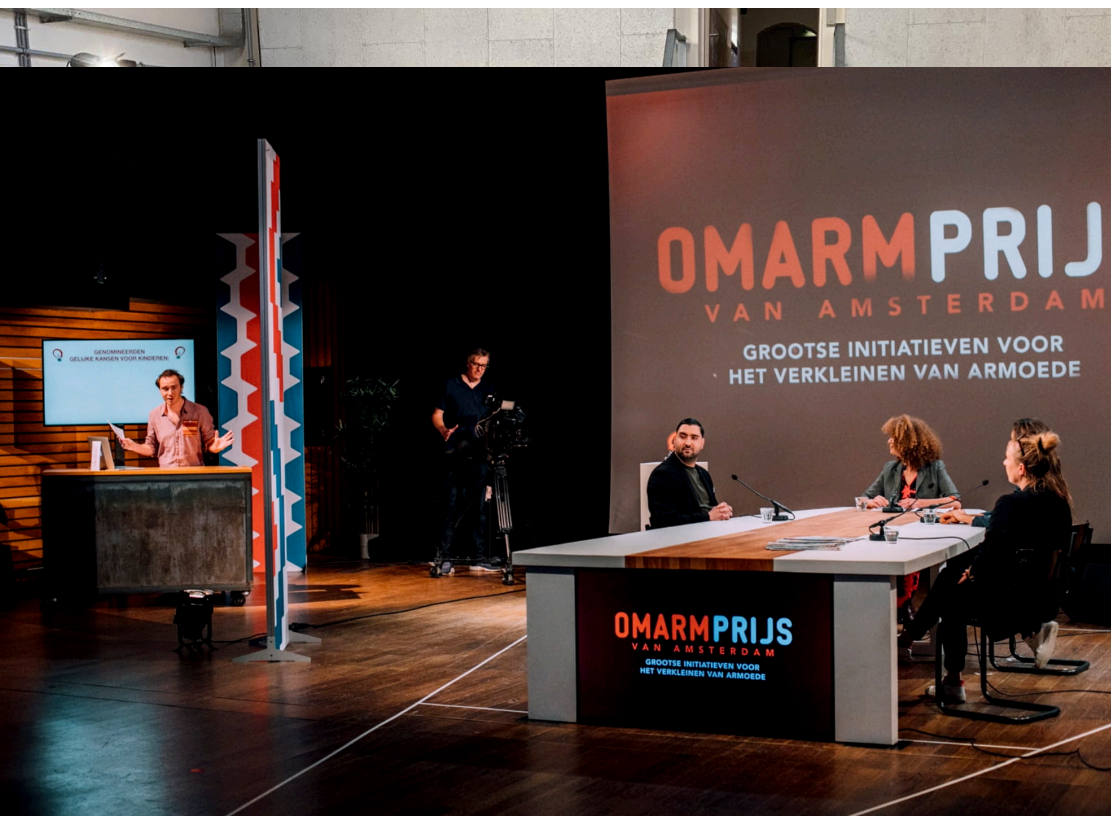 OMARMPRIJ
VAN AMSTERDAM
GROOTSE INITIATIEVEN VOOR
HET VERKLEINEN VAN ARMOEDE
GENOMINEERDEN
GELIJKE KANSEN VOOR KINDEREN:
OMARMPRIJS
VAN AMSTERDAM
GROOTSE INITIATIEVEN VOOR
HET VERKLEINEN VAN ARMOEDE